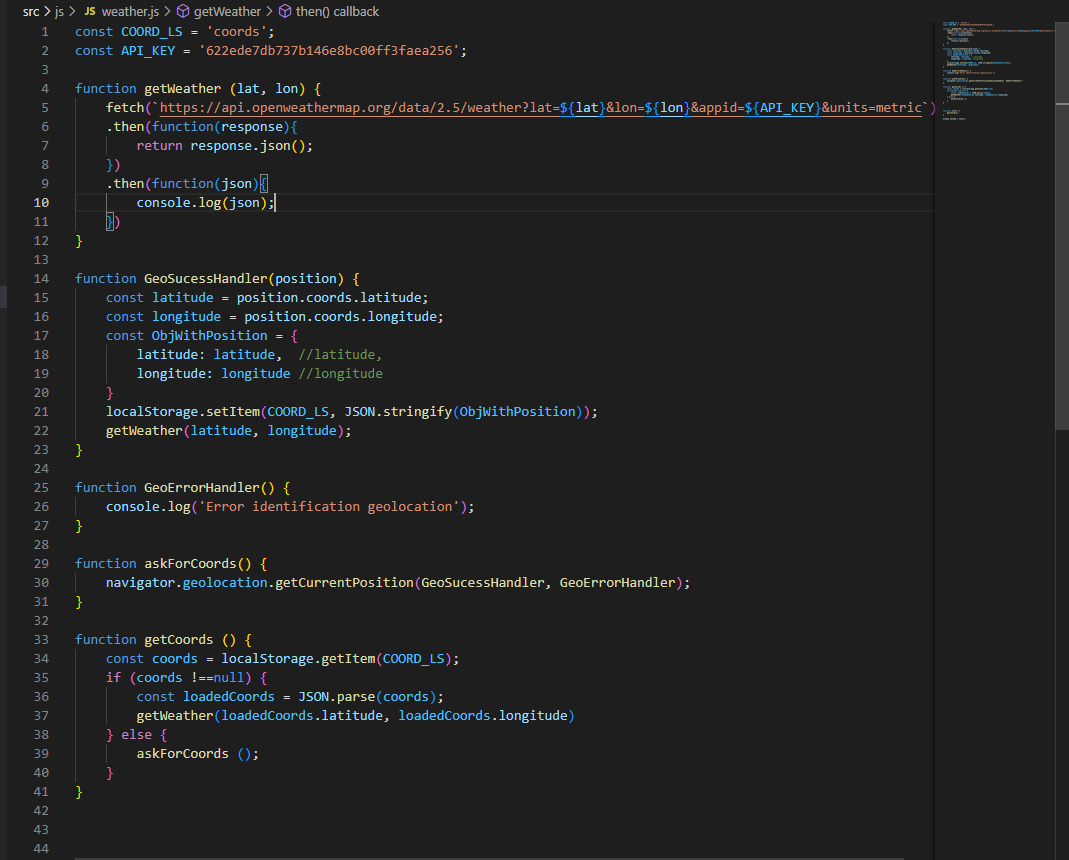 src > js > JS weather.js > getWeather > then() callback
1 const COORD_LS = 'coords';
2 const API_KEY = '622ede7db737b146e8bc00ff3faea256';
3
4 function getWeather (lat, lon) {
5 fetch(`https://api.openweathermap.org/data/2.5/weather?lat=${lat}&lon=${lon}&appid=${API_KEY}&units=metric`)
6 .then(function(response){
7 return response.json();
8 })
9 .then(function(json){
10 console.log(json);
11 })
12 }
13
14 function GeoSucessHandler(position) {
15 const latitude = position.coords.latitude;
16 const longitude = position.coords.longitude;
17 const ObjWithPosition = {
18 latitude: latitude, //latitude,
19 longitude: longitude //longitude
20 }
21 localStorage.setItem(COORD_LS, JSON.stringify(ObjWithPosition));
22 getWeather(latitude, longitude);
23 }
24
25 function GeoErrorHandler() {
26 console.log('Error identification geolocation');
27 }
28
29 function askForCoords() {
30 navigator.geolocation.getCurrentPosition(GeoSucessHandler, GeoErrorHandler);
31 }
32
33 function getCoords () {
34 const coords = localStorage.getItem(COORD_LS);
35 if (coords !==null) {
36 const loadedCoords = JSON.parse(coords);
37 getWeather(loadedCoords.latitude, loadedCoords.longitude)
38 } else {
39 askForCoords ();
40 }
41 }
42
43
44